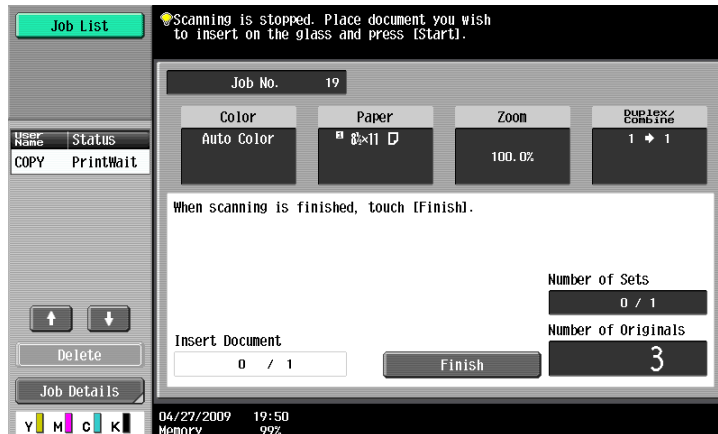 Job List
Scanning is stopped. Place document you wish
to insert on the glass and press [Start].
Job No. 19
Color
Paper
Zoom
Duplex/
Combine
Auto Color
1 8½×11
100.0%
1 → 1
User
Name
Status
COPY PrintWait
When scanning is finished, touch [Finish].
Number of Sets
0 / 1
Number of Originals
3
Insert Document
0 / 1
Finish
Delete
Job Details
Y M C K
04/27/2009 19:50
Memory 99%